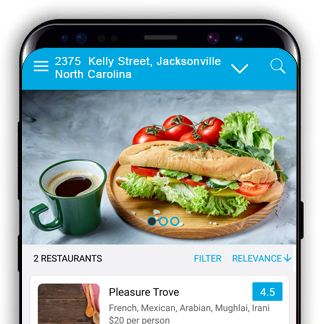 2375 Kelly Street, Jacksonville
North Carolina
2 RESTAURANTS FILTER RELEVANCE
Pleasure Trove 4.5
French, Mexican, Arabian, Mughlai, Irani
$20 per person